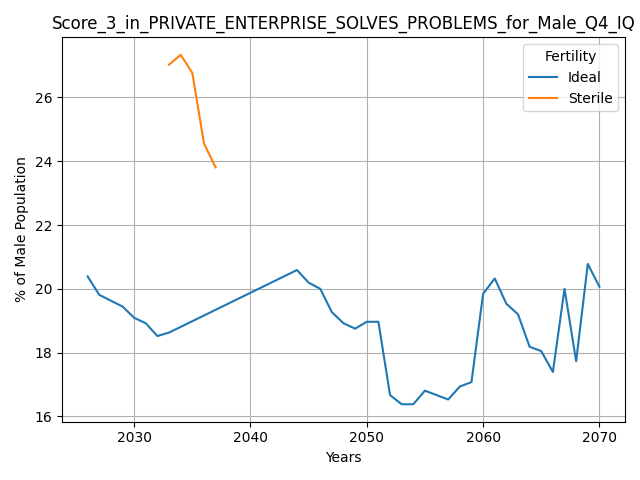 Score_3_in_PRIVATE_ENTERPRISE_SOLVES_PROBLEMS_for_Male_Q4_IQ
Fertility
Ideal
Sterile
26
24
22
20
18
16
% of Male Population
2030
2040
2050
2060
2070
Years